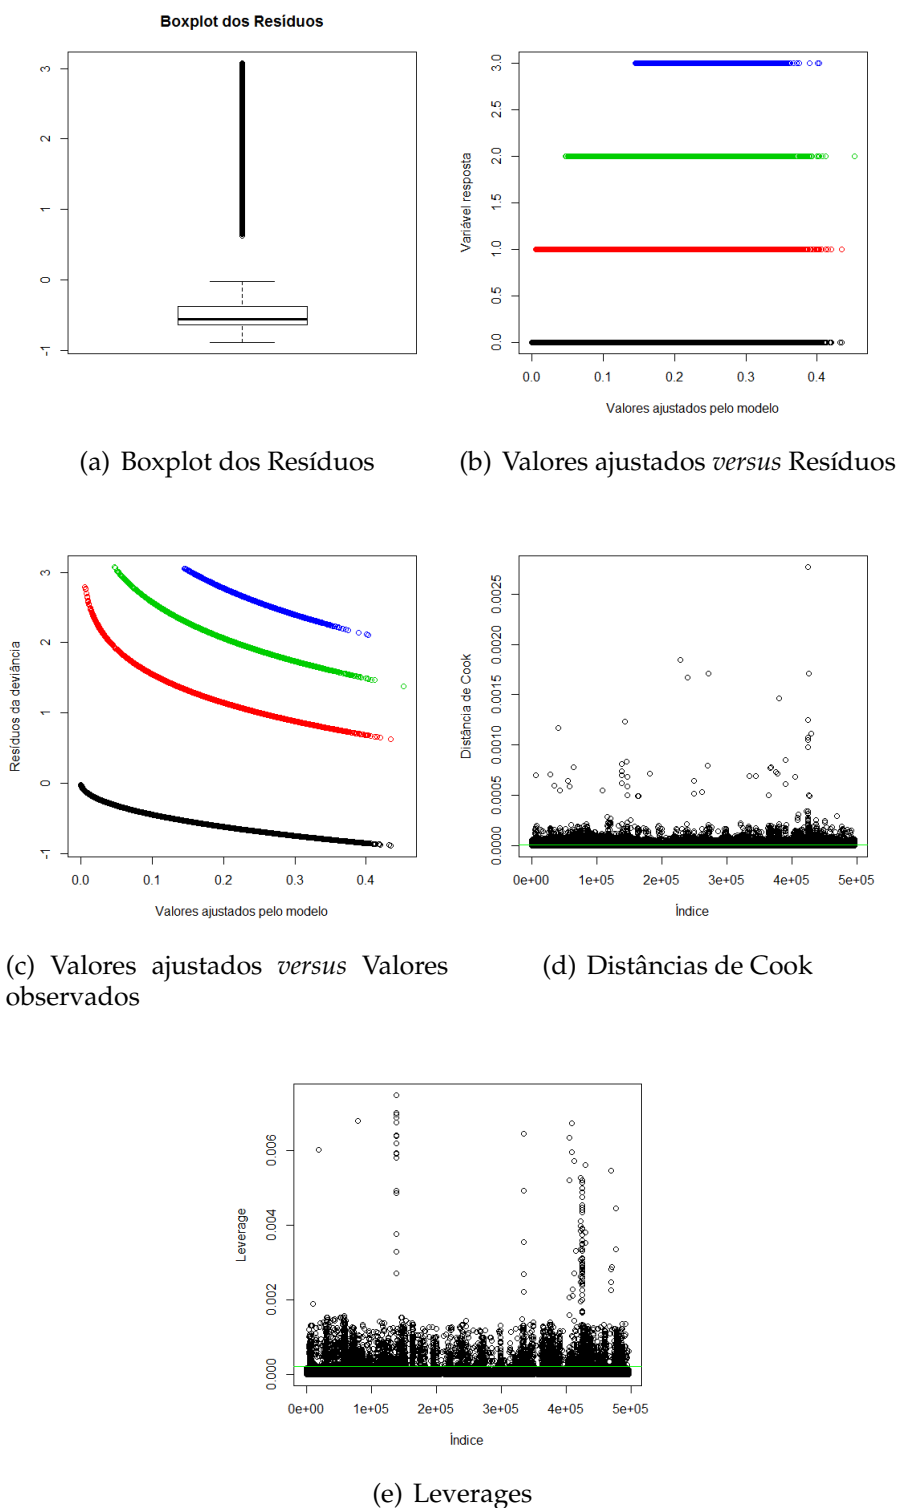 Boxplot dos Resíduos
3
2
1
0
-1
(a) Boxplot dos Resíduos
Variável resposta
3.0
2.5
2.0
1.5
1.0
0.5
0.0
0.0 0.1 0.2 0.3 0.4
Valores ajustados pelo modelo
(b) Valores ajustados versus Resíduos
Resíduos da deviância
3
2
1
0
-1
0.0 0.1 0.2 0.3 0.4
Valores ajustados pelo modelo
(c) Valores ajustados versus Valores
observados
Distância de Cook
0.0025
0.0020
0.0015
0.0010
0.0005
0.0000
0e+00 1e+05 2e+05 3e+05 4e+05 5e+05
Índice
(d) Distâncias de Cook
Leverage
0.006
0.004
0.002
0.000
0e+00 1e+05 2e+05 3e+05 4e+05 5e+05
Índice
(e) Leverages